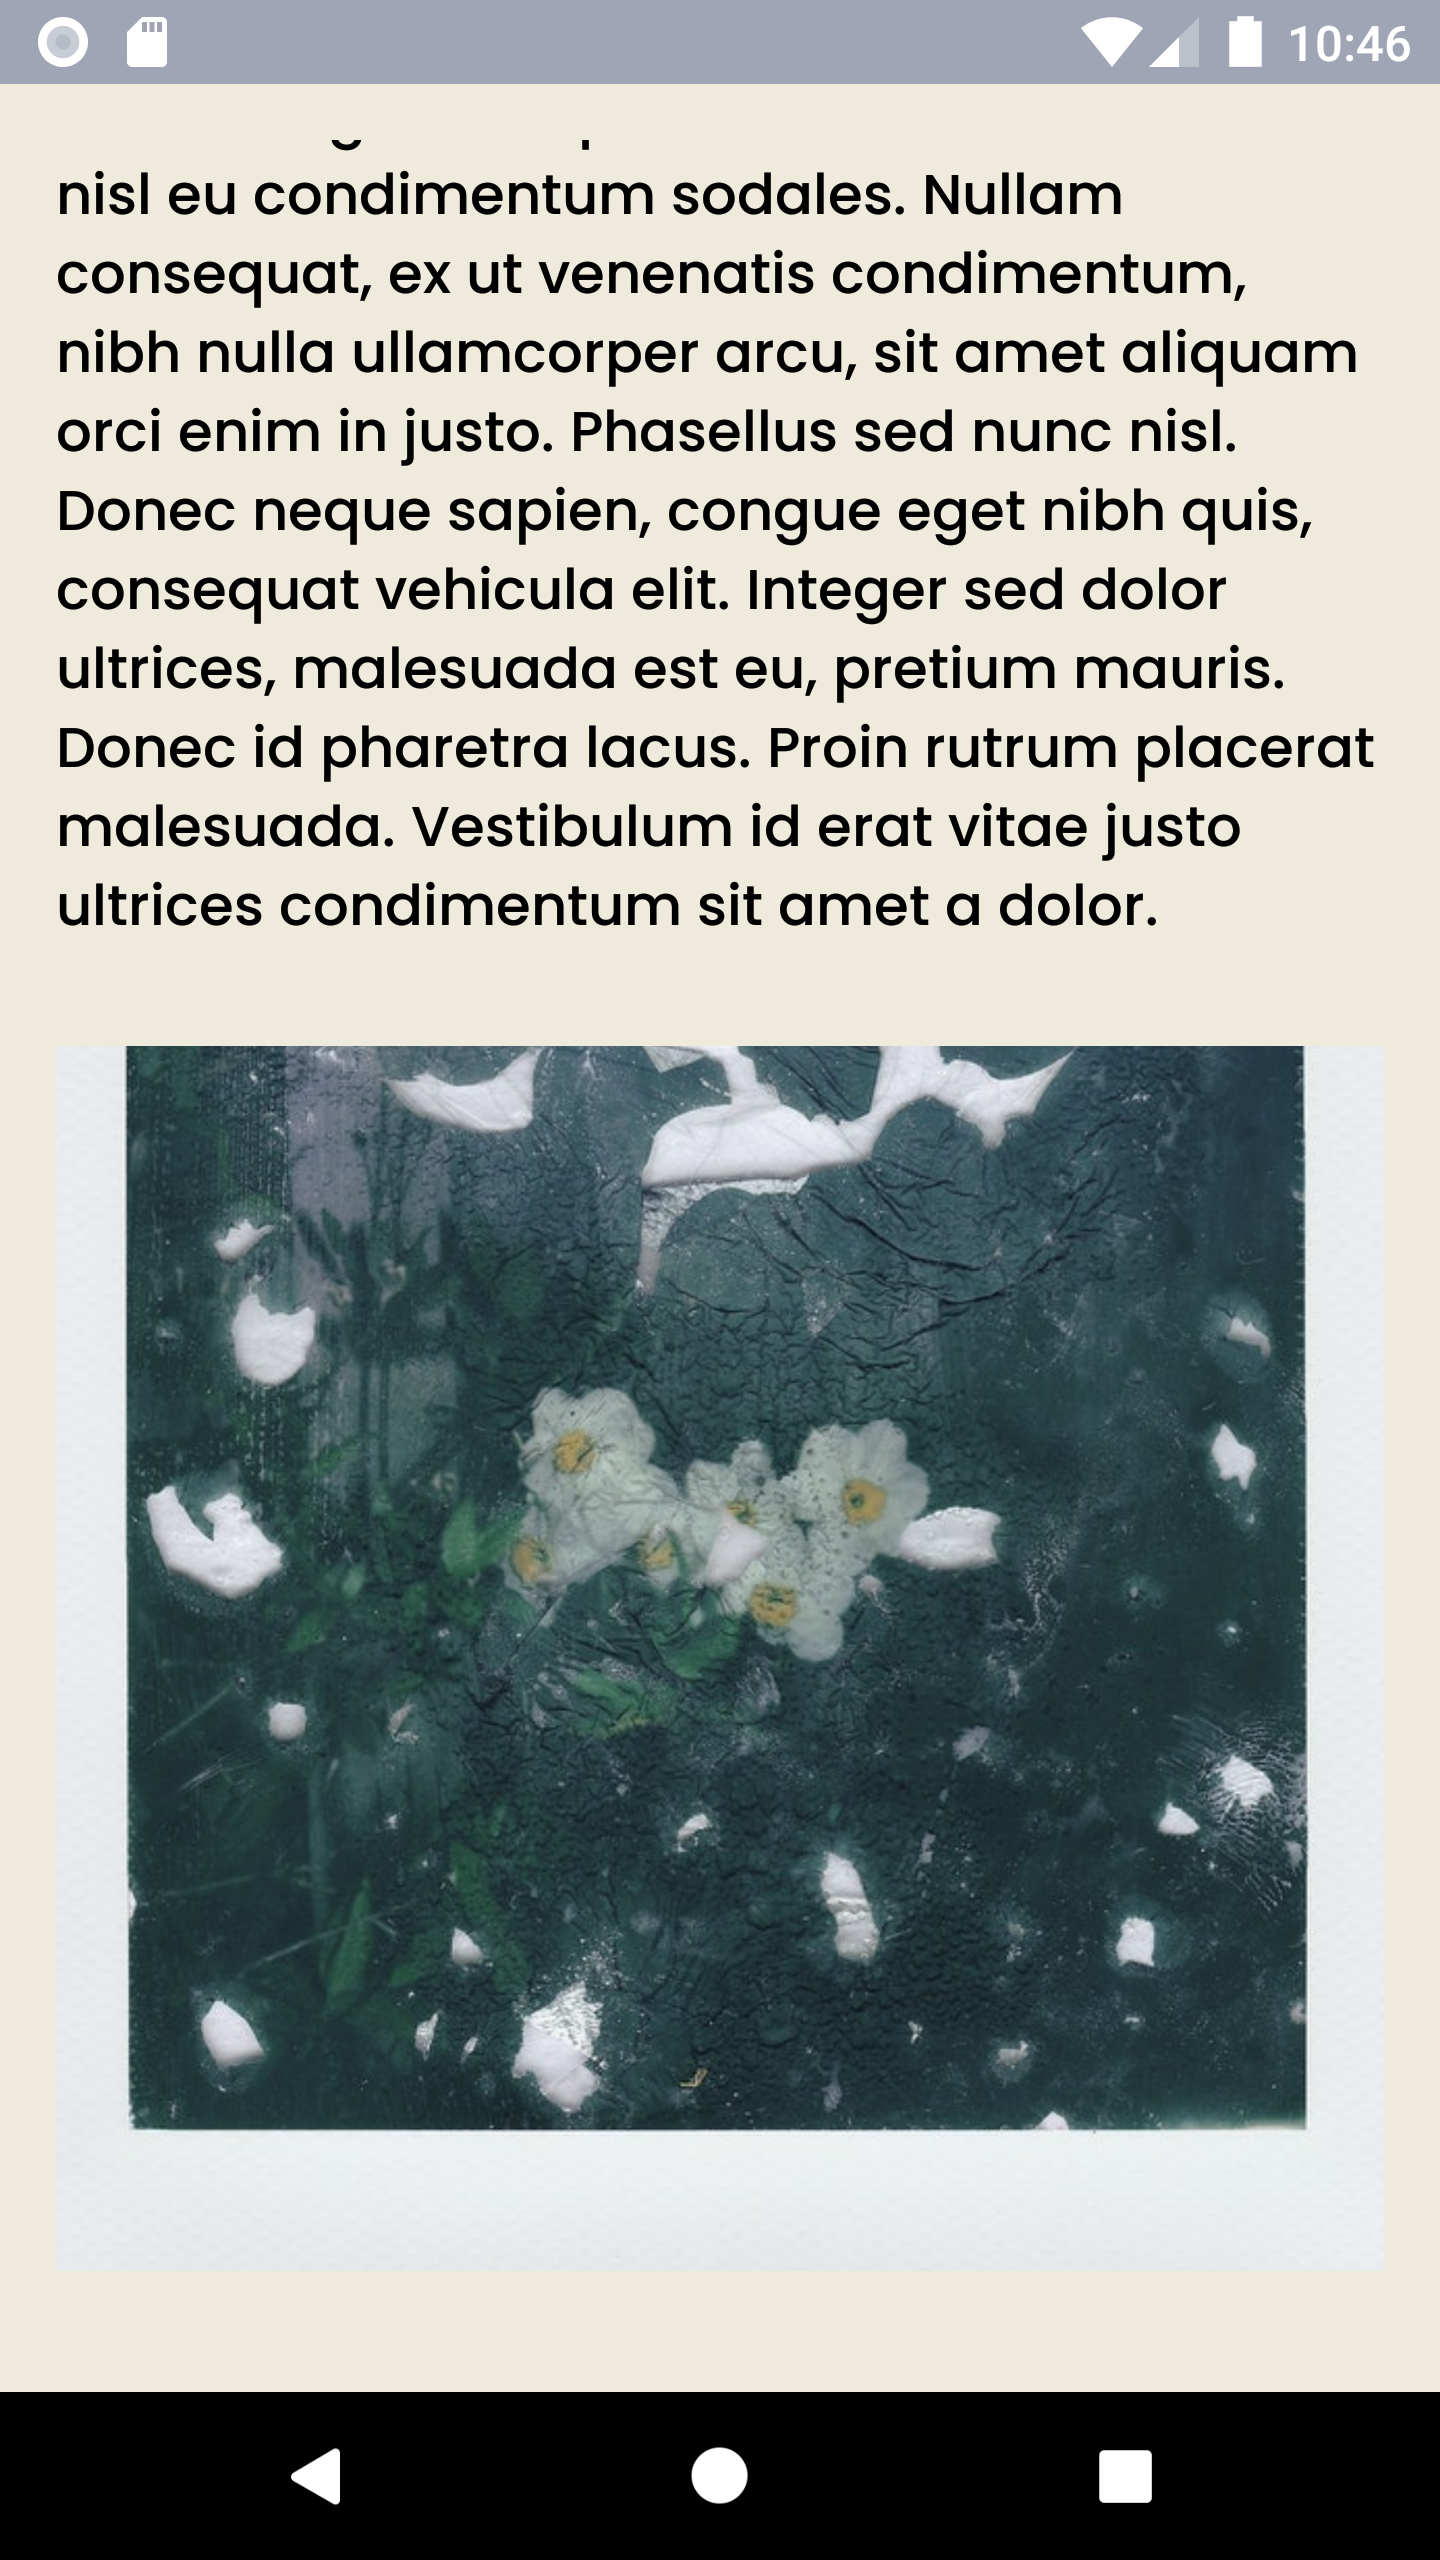 10:46
nisl eu condimentum sodales. Nullam
consequat, ex ut venenatis condimentum,
nibh nulla ullamcorper arcu, sit amet aliquam
orci enim in justo. Phasellus sed nunc nisl.
Donec neque sapien, congue eget nibh quis,
consequat vehicula elit. Integer sed dolor
ultrices, malesuada est eu, pretium mauris.
Donec id pharetra lacus. Proin rutrum placerat
malesuada. Vestibulum id erat vitae justo
ultrices condimentum sit amet a dolor.